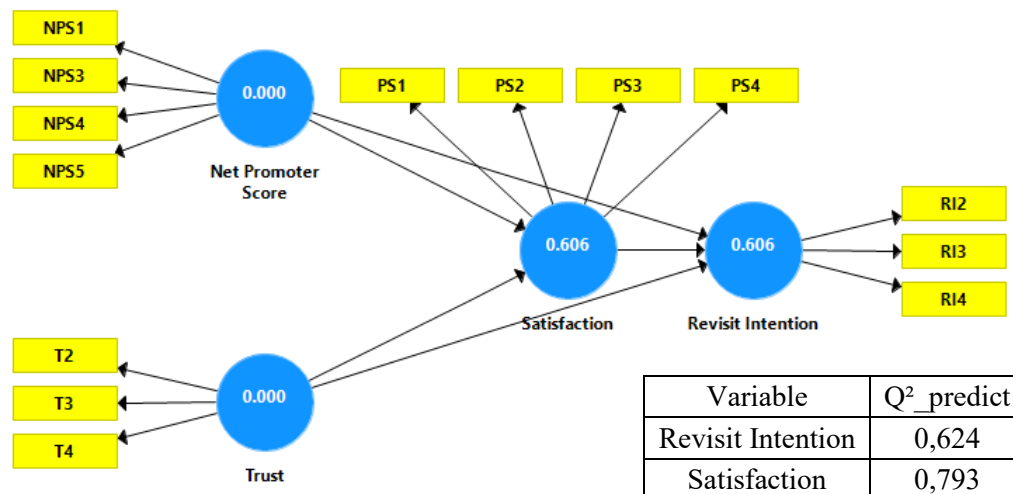 NPS1
NPS3
NPS4
NPS5
0.000
Net Promoter
Score
PS1
PS2
PS3
PS4
0.606
Satisfaction
0.606
Revisit Intention
RI2
RI3
RI4
T2
T3
T4
0.000
Trust
Variable Q²_predict
Revisit Intention 0,624
Satisfaction 0,793